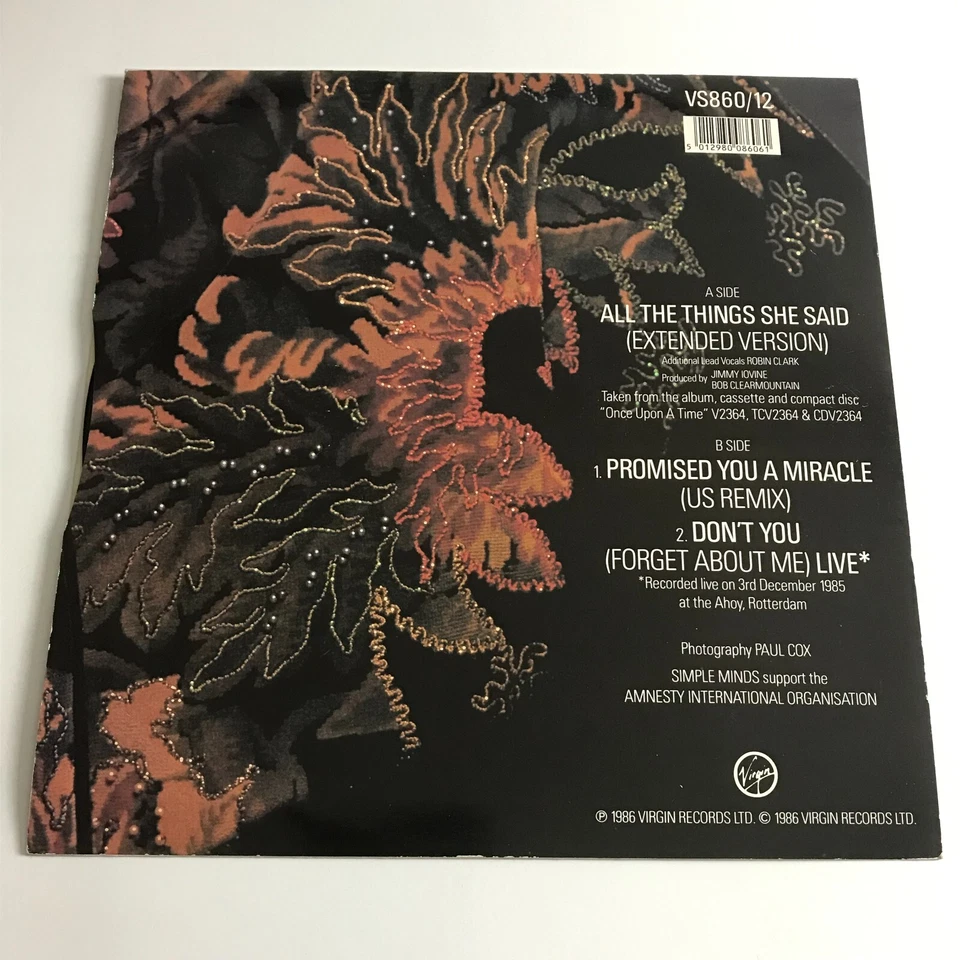 VS860/12
5 012980 086061
A SIDE
ALL THE THINGS SHE SAID
(EXTENDED VERSION)
Additional Lead Vocals ROBIN CLARK
Produced by JIMMY IOVINE
BOB CLEARMOUNTAIN
Taken from the album, cassette and compact disc
"Once Upon A Time" V2364, TCV2364 & CDV2364
B SIDE
1. PROMISED YOU A MIRACLE
(US REMIX)
2. DON'T YOU
(FORGET ABOUT ME) LIVE*
*Recorded live on 3rd December 1985
at the Ahoy, Rotterdam
Photography PAUL COX
SIMPLE MINDS support the
AMNESTY INTERNATIONAL ORGANISATION
Virgin
℗ 1986 VIRGIN RECORDS LTD. © 1986 VIRGIN RECORDS LTD.